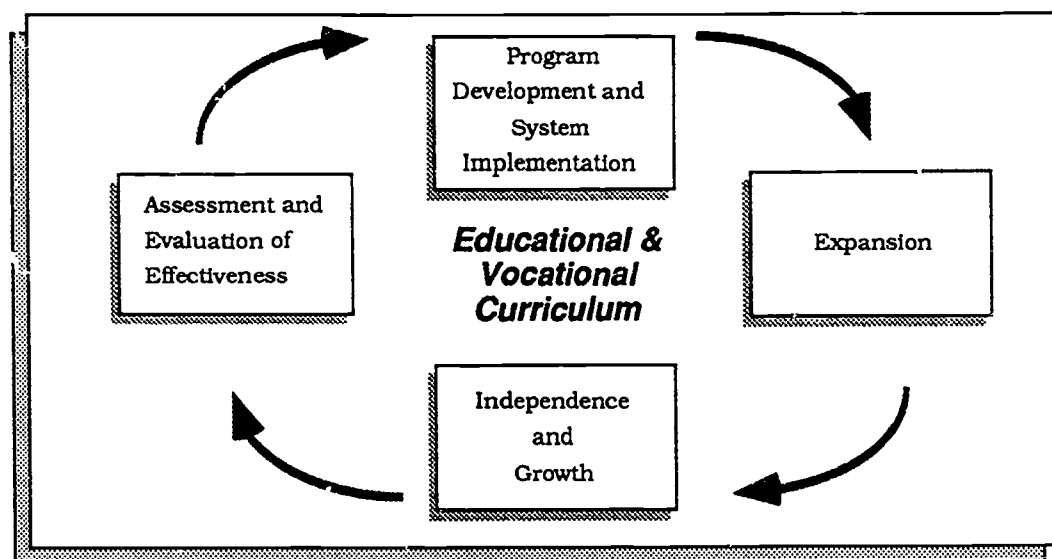 Program
Development and
System
Implementation
Assessment and
Evaluation of
Effectiveness
Educational &
Vocational
Curriculum
Expansion
Independence
and
Growth